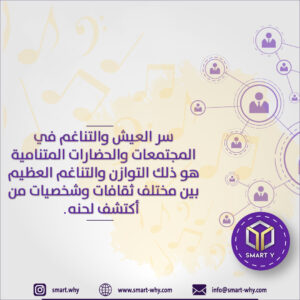 سر العيش والتناغم في
المجتمعات والحضارات المتنامية
هو ذلك التوازن والتناغم العظيم
بين مختلف ثقافات وشخصيات من
أكتشف لحنه.
SMART Y
smart.why
www.smart-why.com
info@smart-why.com